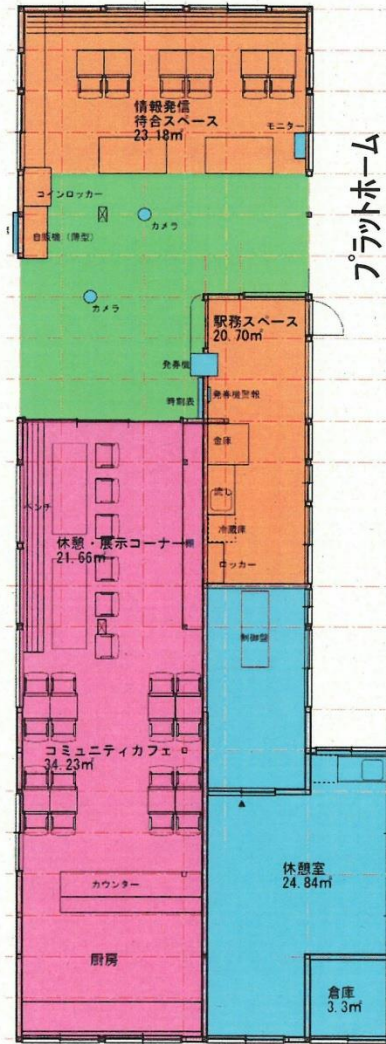 情報発信
待合スペース
23.18㎡
モニター
プラットホーム
コインロッカー
自販機（薄型）
カメラ
カメラ
駅務スペース
20.70㎡
発券機
発券機警報
時刻表
金庫
流し
冷蔵庫
ロッカー
ベンチ
休憩・展示コーナー
21.66㎡
棚
制御盤
コミュニティカフェ
34.23㎡
カウンター
厨房
休憩室
24.84㎡
倉庫
3.3㎡